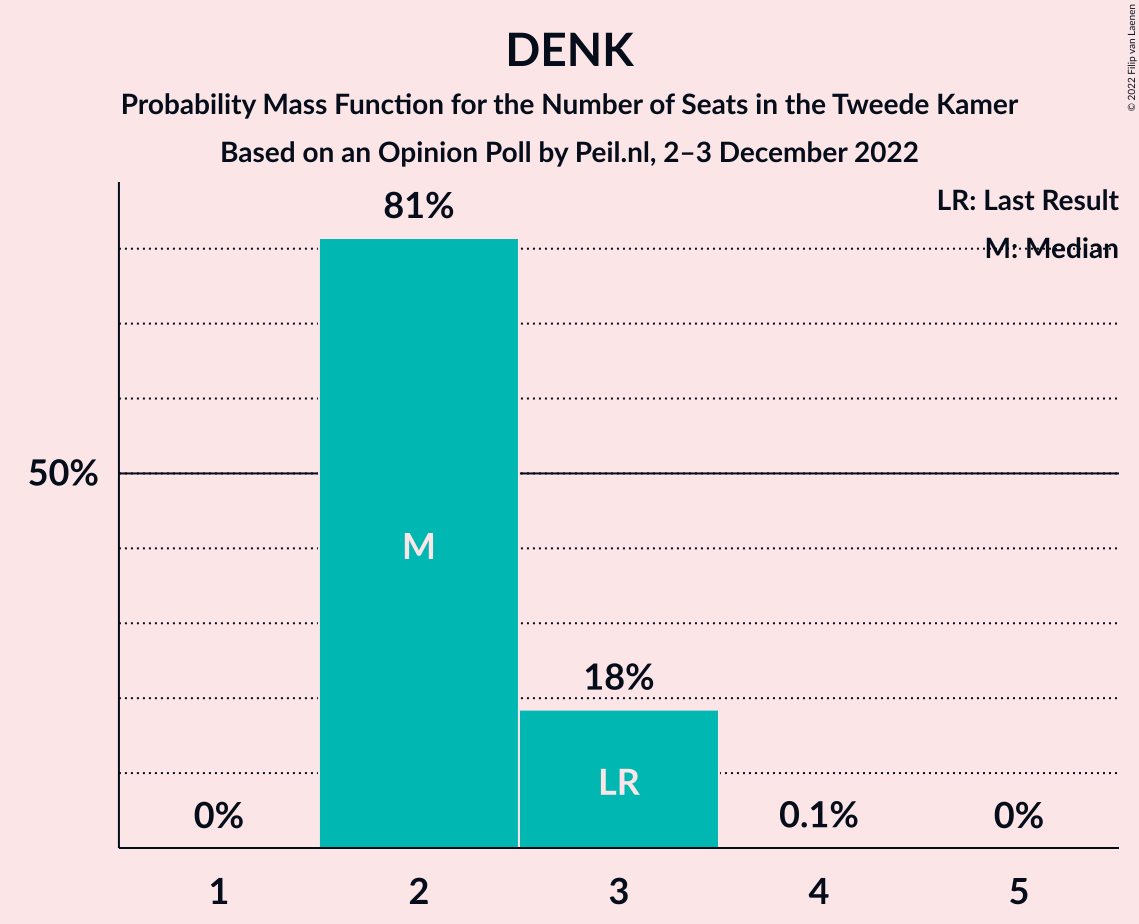 DENK
Probability Mass Function for the Number of Seats in the Tweede Kamer
Based on an Opinion Poll by Peil.nl, 2–3 December 2022
© 2022 Filip van Laenen
LR: Last Result
M: Median
81%
50%
M
18%
LR
0%
0.1%
0%
1 2 3 4 5